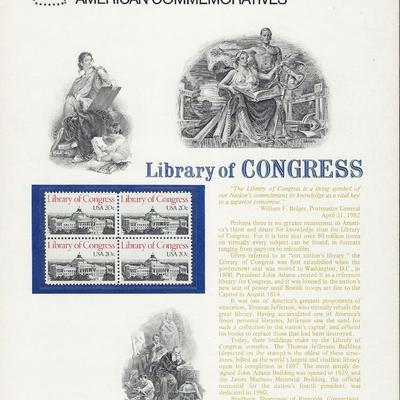 AMERICAN COMMEMORATIVES
Library of CONGRESS
"The Library of Congress is a living symbol of
our Nation's commitment to knowledge as a vital key
to a superior tomorrow."
– William F. Bolger, Postmaster General
April 21, 1982
Library of Congress
USA 20c
Library of Congress
USA 20c
Library of Congress
USA 20c
Library of Congress
USA 20c
Perhaps there is no greater monument to Ameri-
ca's thirst and desire for knowledge than the Library
of Congress. For it is here that over 80 million items
on virtually every subject can be found, in formats
ranging from papyrus to microfilm.
Often referred to as "our nation's library," the
Library of Congress was first established when the
government seat was moved to Washington, D.C., in
1800. President John Adams created it as a reference
library for Congress, and it was housed in the nation's
new seat of power until British troops set fire to the
Capitol in August 1814.
It was one of America's greatest proponents of
education, Thomas Jefferson, who virtually rebuilt the
great library. Having accumulated one of America's
finest personal libraries, Jefferson saw the need for
such a collection in the nation's capital, and offered
his books to replace those that had been destroyed.
Today, three buildings make up the Library of
Congress complex. The Thomas Jefferson Building
(depicted on the stamp) is the oldest of these struc-
tures, billed as the world's largest and costliest library
upon its completion in 1897. The more simply de-
signed John Adams Building was opened in 1939, and
the James Madison Memorial Building, the official
memorial for the nation's fourth president, was
dedicated in 1980.
Bradbury Thompson of Riverside, Connecticut,